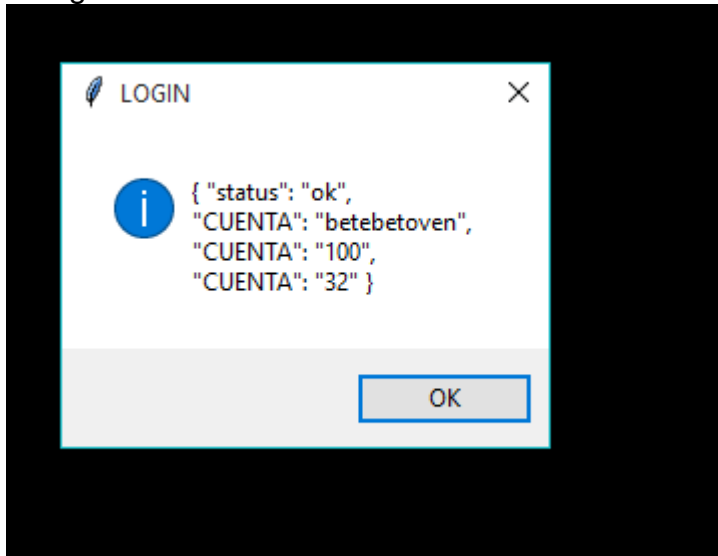 LOGIN
{ "status": "ok",
"CUENTA": "betebetoven",
"CUENTA": "100",
"CUENTA": "32" }
OK